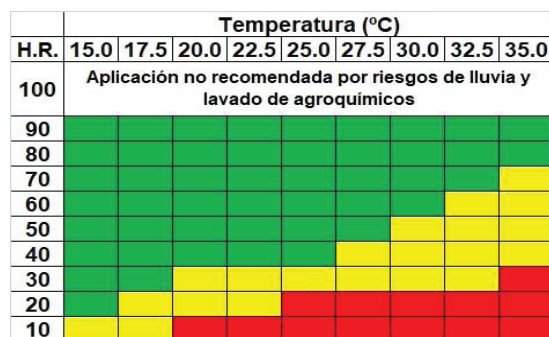 Temperatura (ºC)
H.R. 15.0 17.5 20.0 22.5 25.0 27.5 30.0 32.5 35.0
100 Aplicación no recomendada por riesgos de lluvia y
lavado de agroquímicos
90
80
70
60
50
40
30
20
10